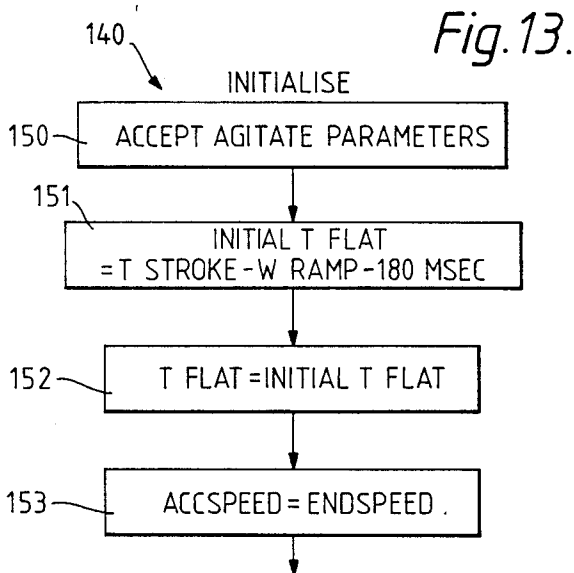 Fig.13.
140
INITIALISE
150
ACCEPT AGITATE PARAMETERS
151
INITIAL T FLAT
=T STROKE-W RAMP-180 MSEC
152
T FLAT=INITIAL T FLAT
153
ACCSPEED=ENDSPEED.